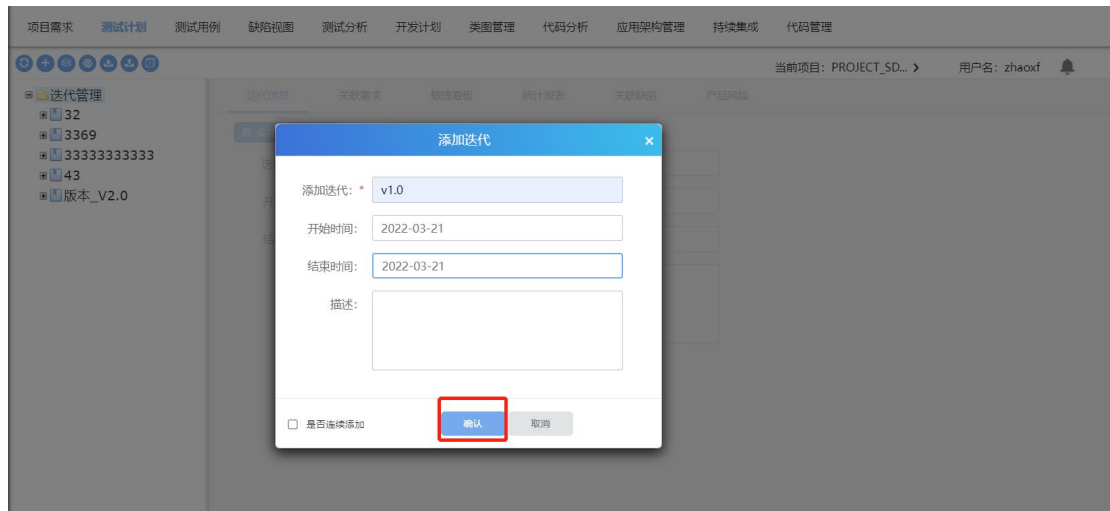 项目需求 测试计划 测试用例 缺陷视图 测试分析 开发计划 类图管理 代码分析 应用架构管理 持续集成 代码管理
当前项目: PROJECT_SD... 用户名: zhaoxf
迭代管理
32
3369
33333333333
43
版本_V2.0
迭代信息 关联需求 敏捷看板 统计报表 关联缺陷 产品风险
添加迭代
添加迭代: * v1.0
开始时间: 2022-03-21
结束时间: 2022-03-21
描述:
是否连续添加 确认 取消